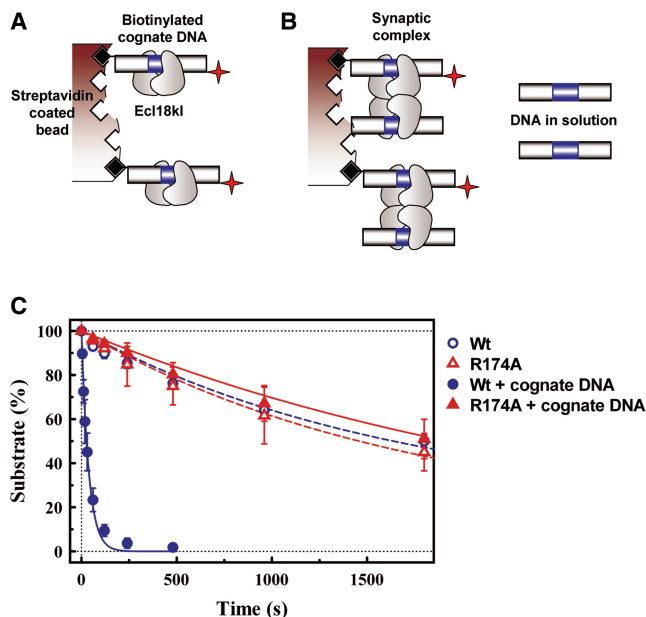 A
Biotinylated
cognate DNA
Streptavidin
coated
bead
Ecl18kI
B
Synaptic
complex
DNA in solution
C
Substrate (%)
100
80
60
40
20
0
0
500
1000
1500
Time (s)
Wt
R174A
Wt + cognate DNA
R174A + cognate DNA